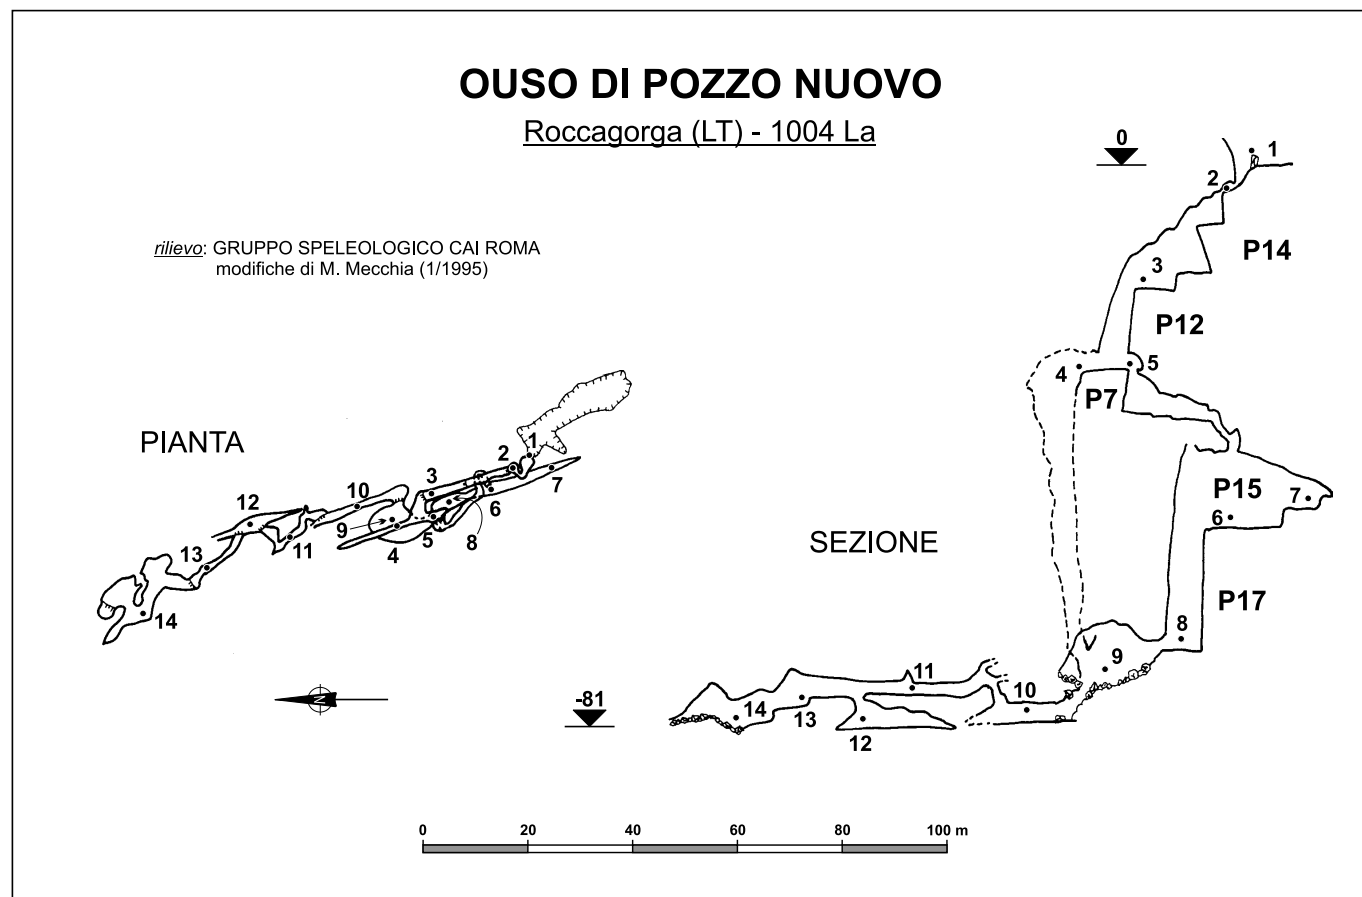 OUSO DI POZZO NUOVO
Roccagorga (LT) - 1004 La
rilievo: GRUPPO SPELEOLOGICO CAI ROMA
modifiche di M. Mecchia (1/1995)
0
1
2
P14
3
P12
4
5
P7
P15
7
6
P17
8
9
SEZIONE
11
10
14
13
12
-81
PIANTA
1
2
3
7
6
10
12
9
4
5
8
11
13
14
N
0 20 40 60 80 100 m